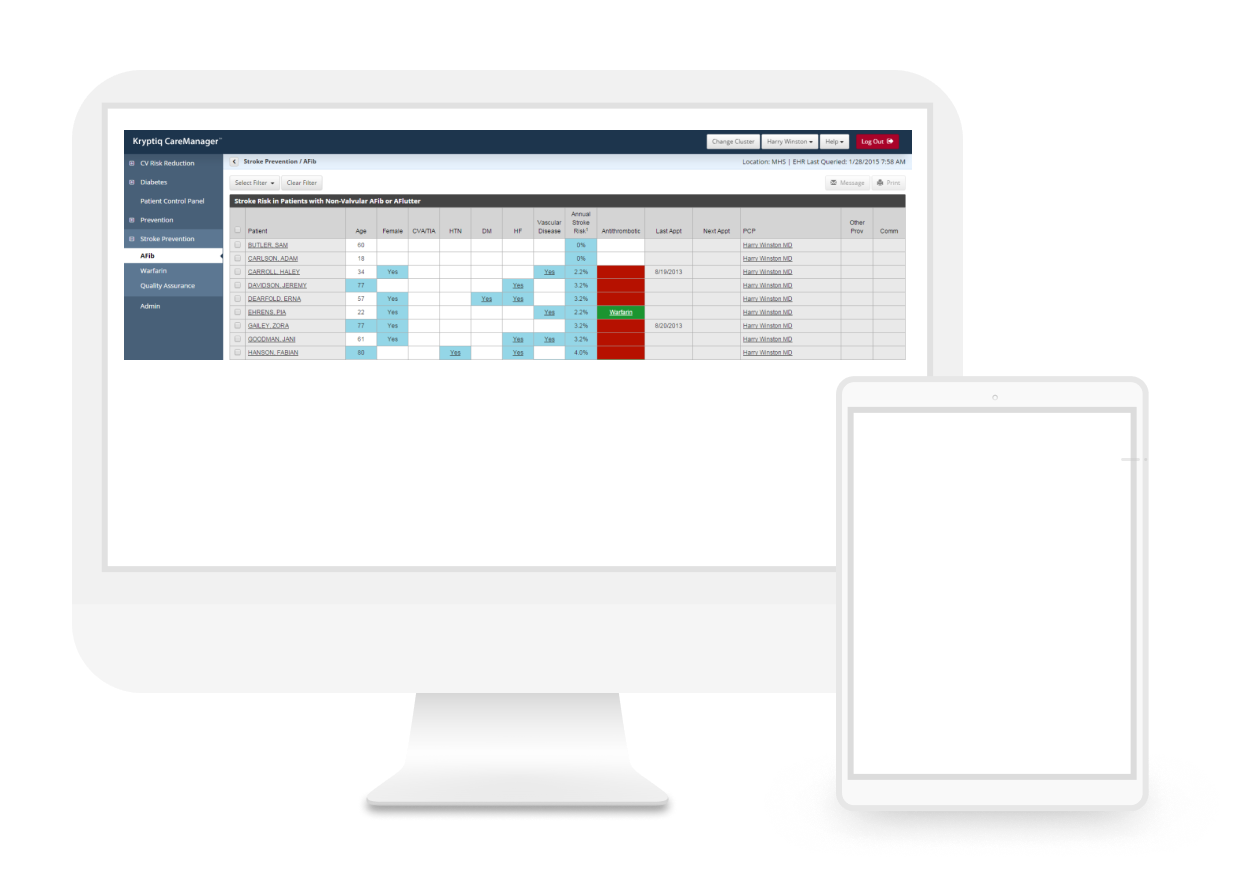 Kryptiq CareManager™ Change Cluster Harry Winston Help Log Out
CV Risk Reduction
Diabetes
Patient Control Panel
Prevention
Stroke Prevention
AFib
Warfarin
Quality Assurance
Admin
Stroke Prevention / AFib Location: MHS | EHR Last Queried: 1/28/2015 7:58 AM
Select Filter Clear Filter Message Print
Stroke Risk in Patients with Non-Valvular AFib or AFlutter
Patient Age Female CVA/TIA HTN DM HF Vascular Disease Annual Stroke Risk? Antithrombotic Last Appt Next Appt PCP Other Prov Comm
BUTLER, SAM 60 0% Harry Winston MD
CARLSON, ADAM 18 0% Harry Winston MD
CARROLL, HALEY 34 Yes Yes 2.2% 8/19/2013 Harry Winston MD
DAVIDSON, JEREMY 77 Yes 3.2% Harry Winston MD
DEARFOLD, ERNA 57 Yes Yes Yes 3.2% Harry Winston MD
EHRENS, PIA 22 Yes Yes 2.2% Warfarin Harry Winston MD
GAILEY, ZORA 77 Yes 3.2% 8/20/2013 Harry Winston MD
GOODMAN, JANI 61 Yes Yes Yes 3.2% Harry Winston MD
HANSON, FABIAN 80 Yes Yes 4.0% Harry Winston MD